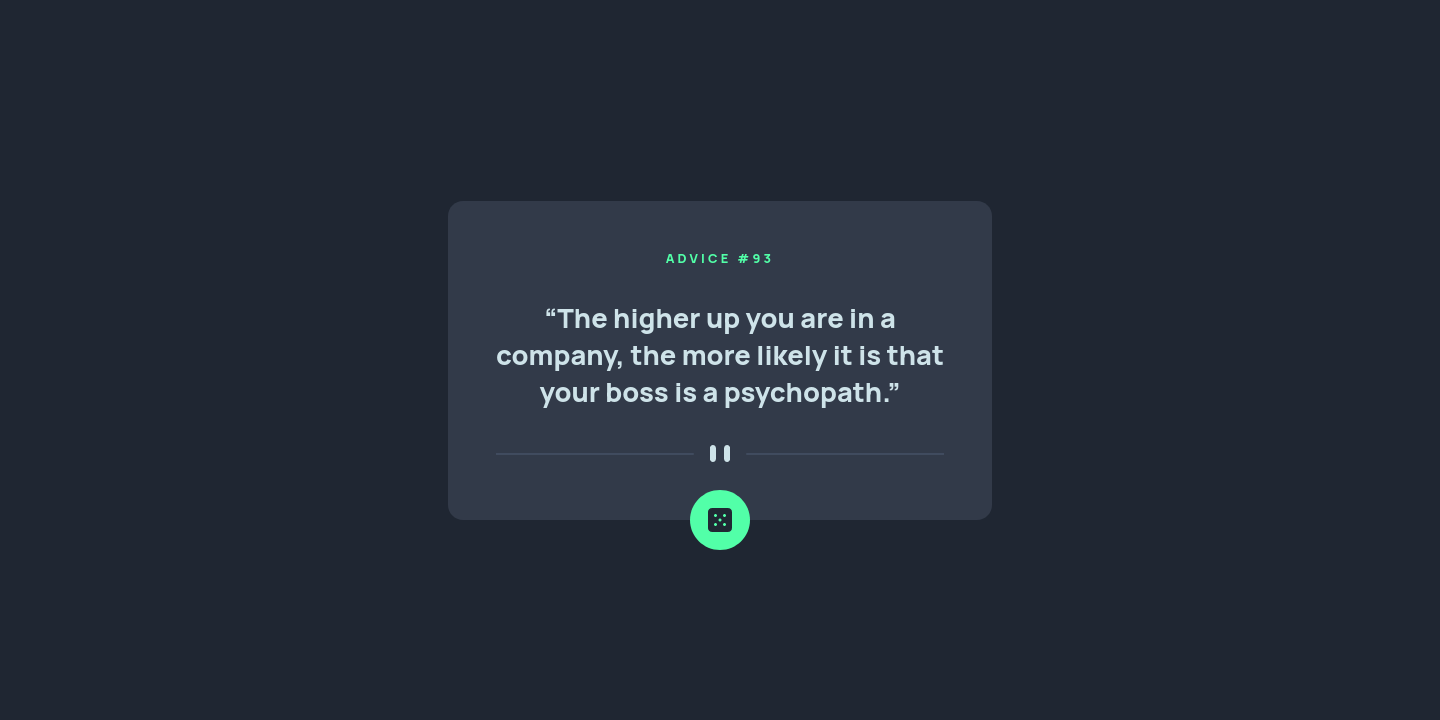 ADVICE #93
“The higher up you are in a
company, the more likely it is that
your boss is a psychopath.”